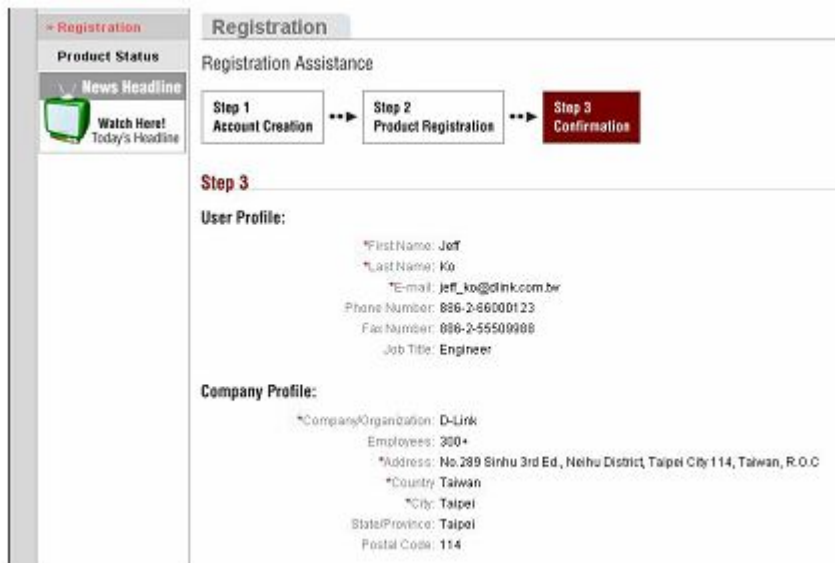 » Registration
Product Status
News Headline
Watch Here!
Today's Headline
Registration
Registration Assistance
Step 1
Account Creation
Step 2
Product Registration
Step 3
Confirmation
Step 3
User Profile:
*First Name: Jeff
*Last Name: Ko
*E-mail: jeff_ko@dlink.com.tw
Phone Number: 886-2-66000123
Fax Number: 886-2-55509988
Job Title: Engineer
Company Profile:
*Company/Organization: D-Link
Employees: 300+
*Address: No.289 Sinhu 3rd Ed., Neihu District, Taipei City 114, Taiwan, R.O.C
*Country Taiwan
*City: Taipei
State/Province: Taipei
Postal Code: 114